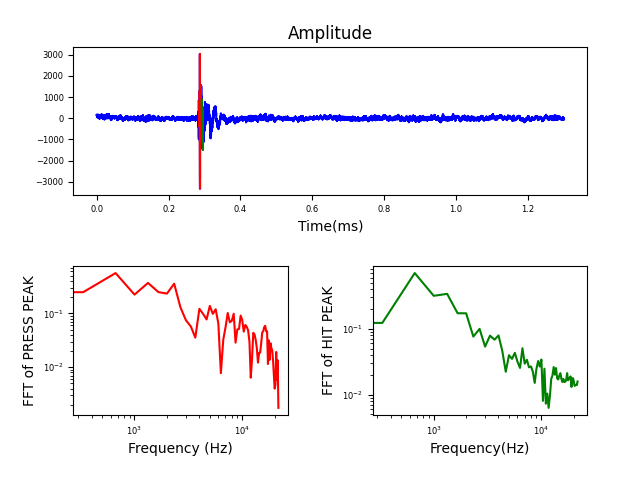 Amplitude
3000
2000
1000
0
−1000
−2000
−3000
0.0 0.2 0.4 0.6 0.8 1.0 1.2
Time(ms)
FFT of PRESS PEAK
10⁻¹
10⁻²
10³ 10⁴
Frequency (Hz)
FFT of HIT PEAK
10⁻¹
10⁻²
10³ 10⁴
Frequency(Hz)